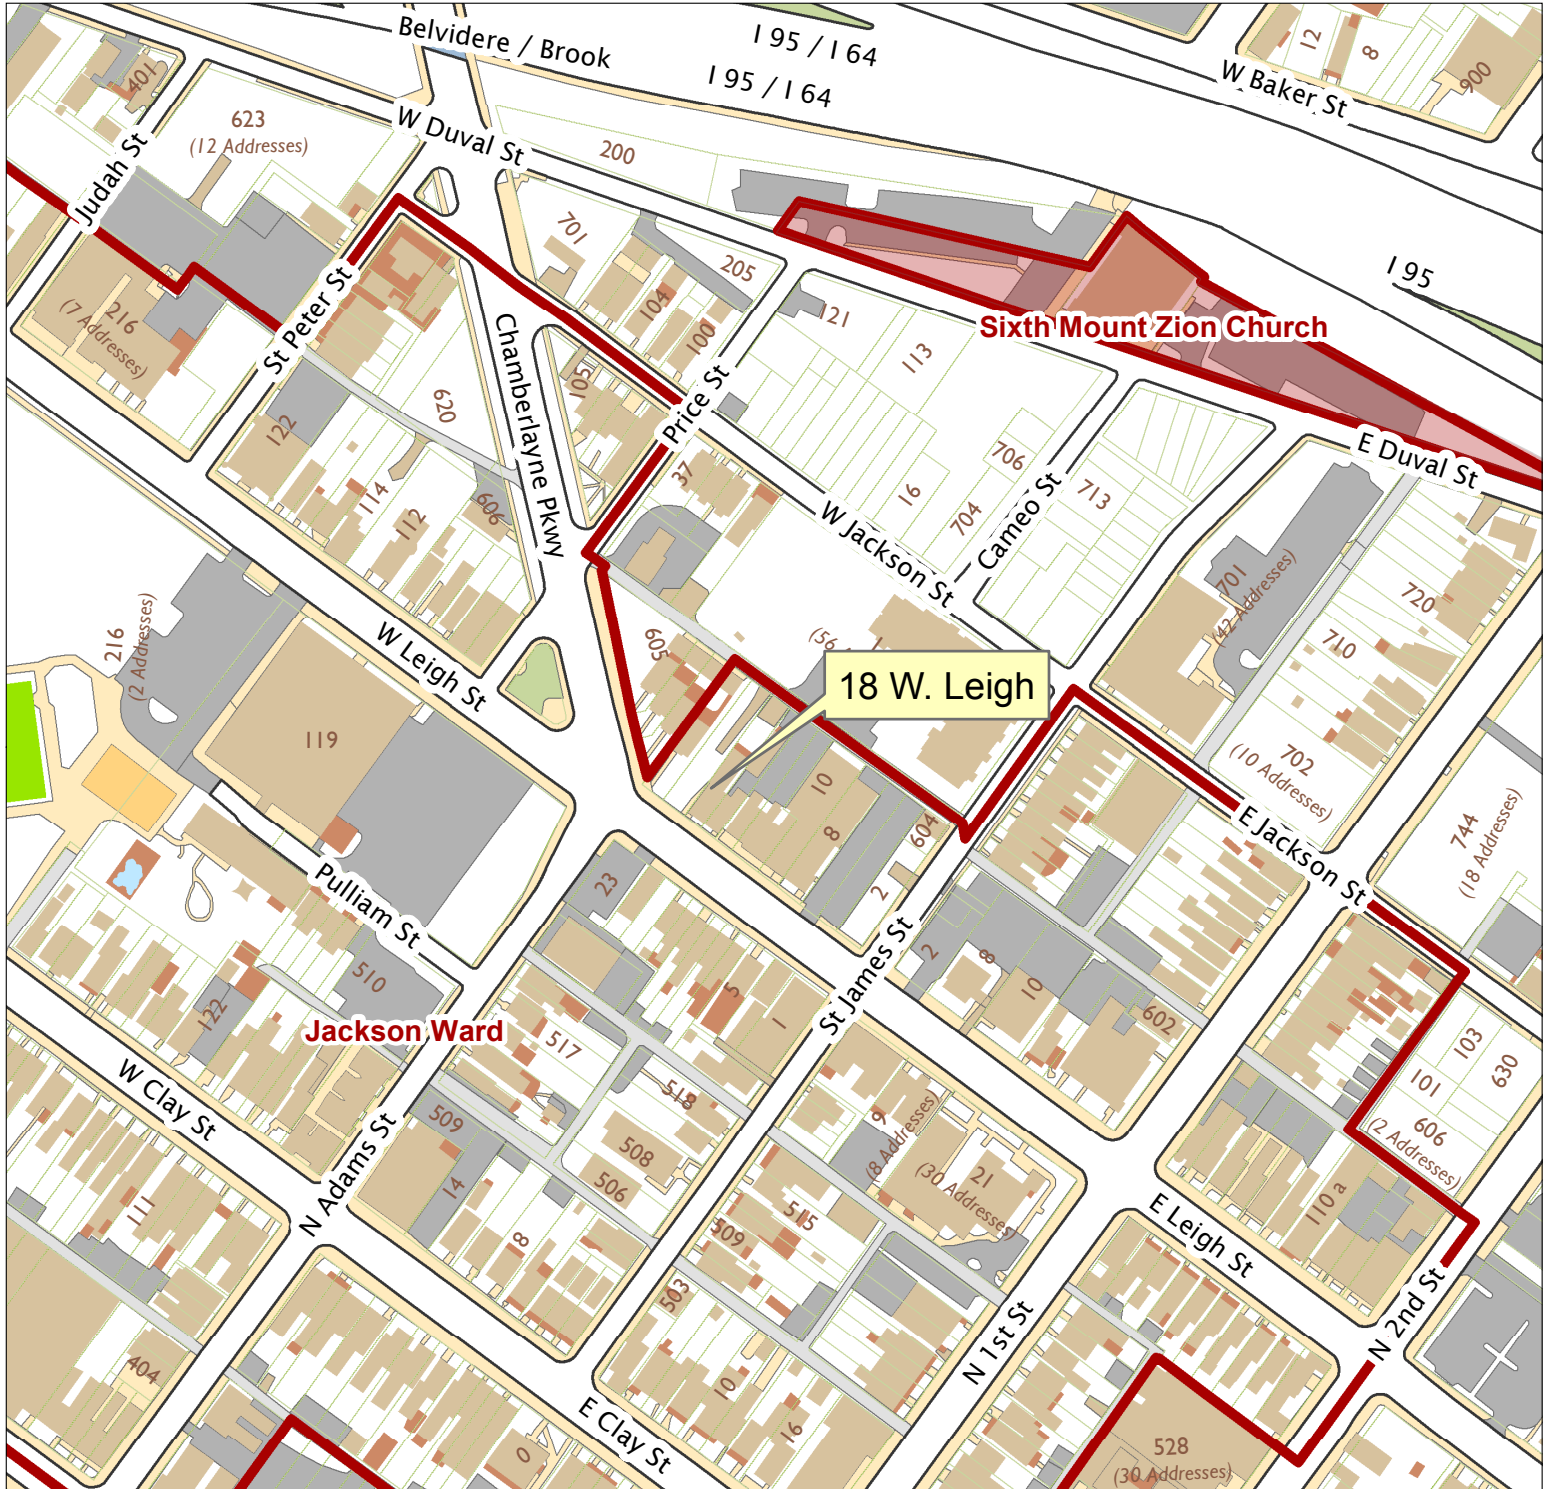 Belvidere / Brook
I 95 / I 64
I 95 / I 64
12
8
900
W Baker St
401
623
(12 Addresses)
Judah St
W Duval St
200
701
205
I 95
216
(7 Addresses)
St Peter St
104
100
121
113
Sixth Mount Zion Church
Chamberlayne Pkwy
105
620
122
Price St
37
706
16
704
Cameo St
713
E Duval St
114
112
606
W Jackson St
701
(42 Addresses)
720
710
216
(2 Addresses)
W Leigh St
605
(56
18 W. Leigh
119
10
8
604
2
702
(10 Addresses)
744
(18 Addresses)
E Jackson St
Pulliam St
23
510
122
Jackson Ward
5
1
St James St
2
8
10
602
517
518
103
630
101
606
(2 Addresses)
W Clay St
509
14
508
506
9
(8 Addresses)
21
(30 Addresses)
110 a
N Adams St
111
8
515
509
503
E Leigh St
N 2nd St
N 1st St
404
10
16
E Clay St
0
528
(30 Addresses)